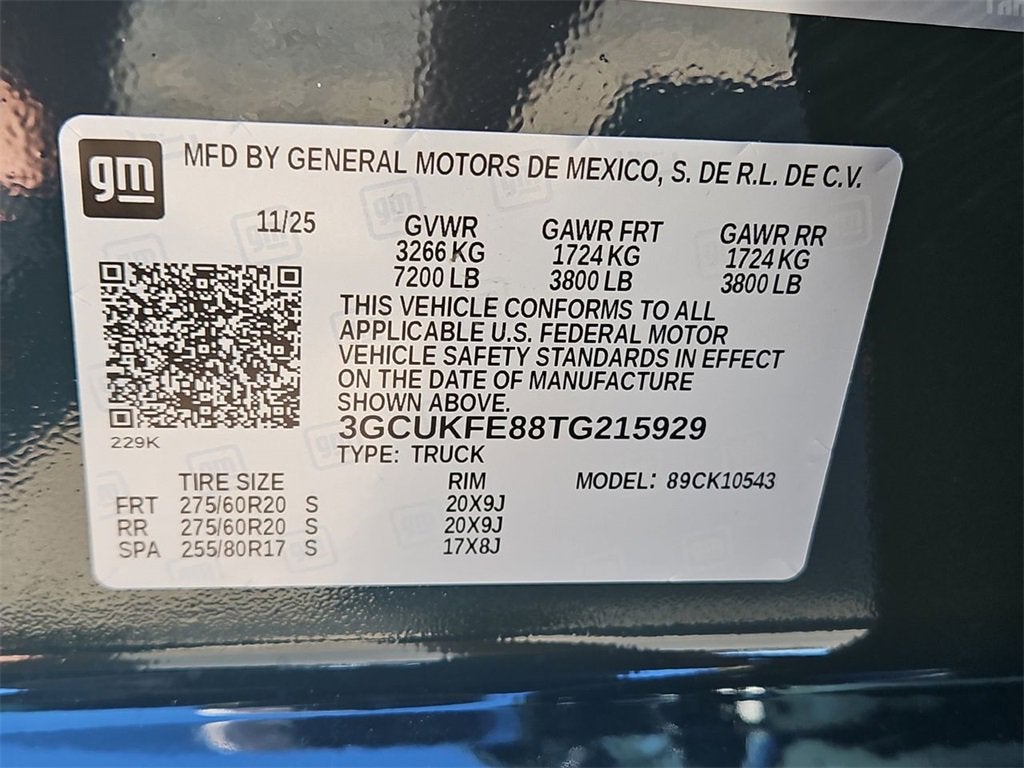 gm
MFD BY GENERAL MOTORS DE MEXICO, S. DE R.L. DE C.V.
11/25 GVWR GAWR FRT GAWR RR
3266 KG 1724 KG 1724 KG
7200 LB 3800 LB 3800 LB
THIS VEHICLE CONFORMS TO ALL
APPLICABLE U.S. FEDERAL MOTOR
VEHICLE SAFETY STANDARDS IN EFFECT
ON THE DATE OF MANUFACTURE
SHOWN ABOVE.
229K
3GCUKFE88TG215929
TYPE: TRUCK
TIRE SIZE RIM MODEL: 89CK10543
FRT 275/60R20 S 20X9J
RR 275/60R20 S 20X9J
SPA 255/80R17 S 17X8J